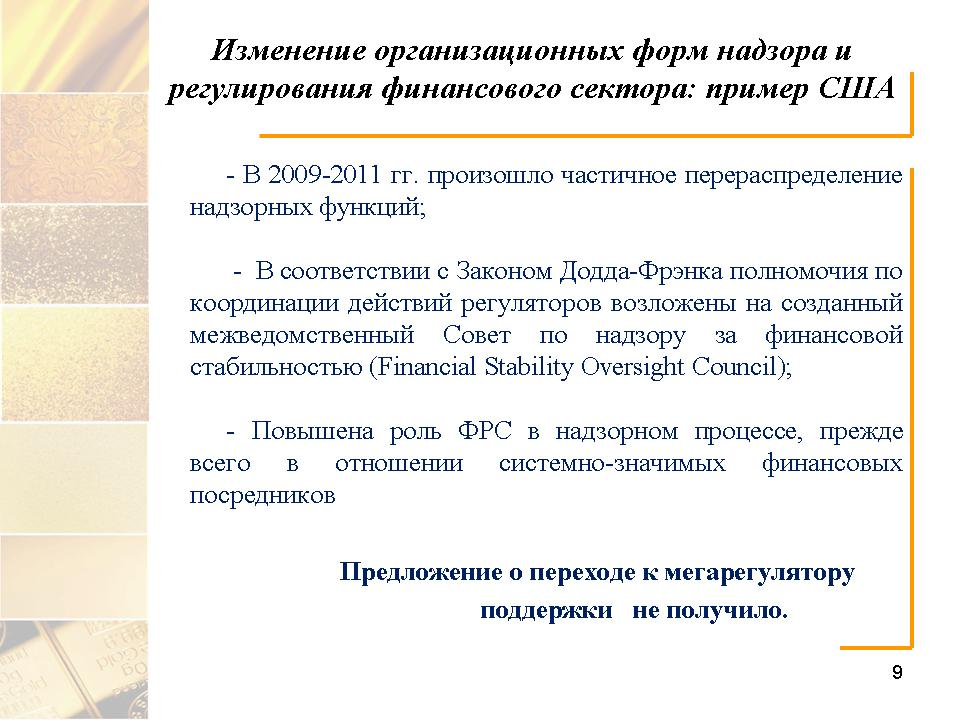 Изменение организационных форм надзора и
регулирования финансового сектора: пример США
- В 2009-2011 гг. произошло частичное перераспределение
надзорных функций;
- В соответствии с Законом Додда-Фрэнка полномочия по
координации действий регуляторов возложены на созданный
межведомственный Совет по надзору за финансовой
стабильностью (Financial Stability Oversight Council);
- Повышена роль ФРС в надзорном процессе, прежде
всего в отношении системно-значимых финансовых
посредников
Предложение о переходе к мегарегулятору
поддержки не получило.
9